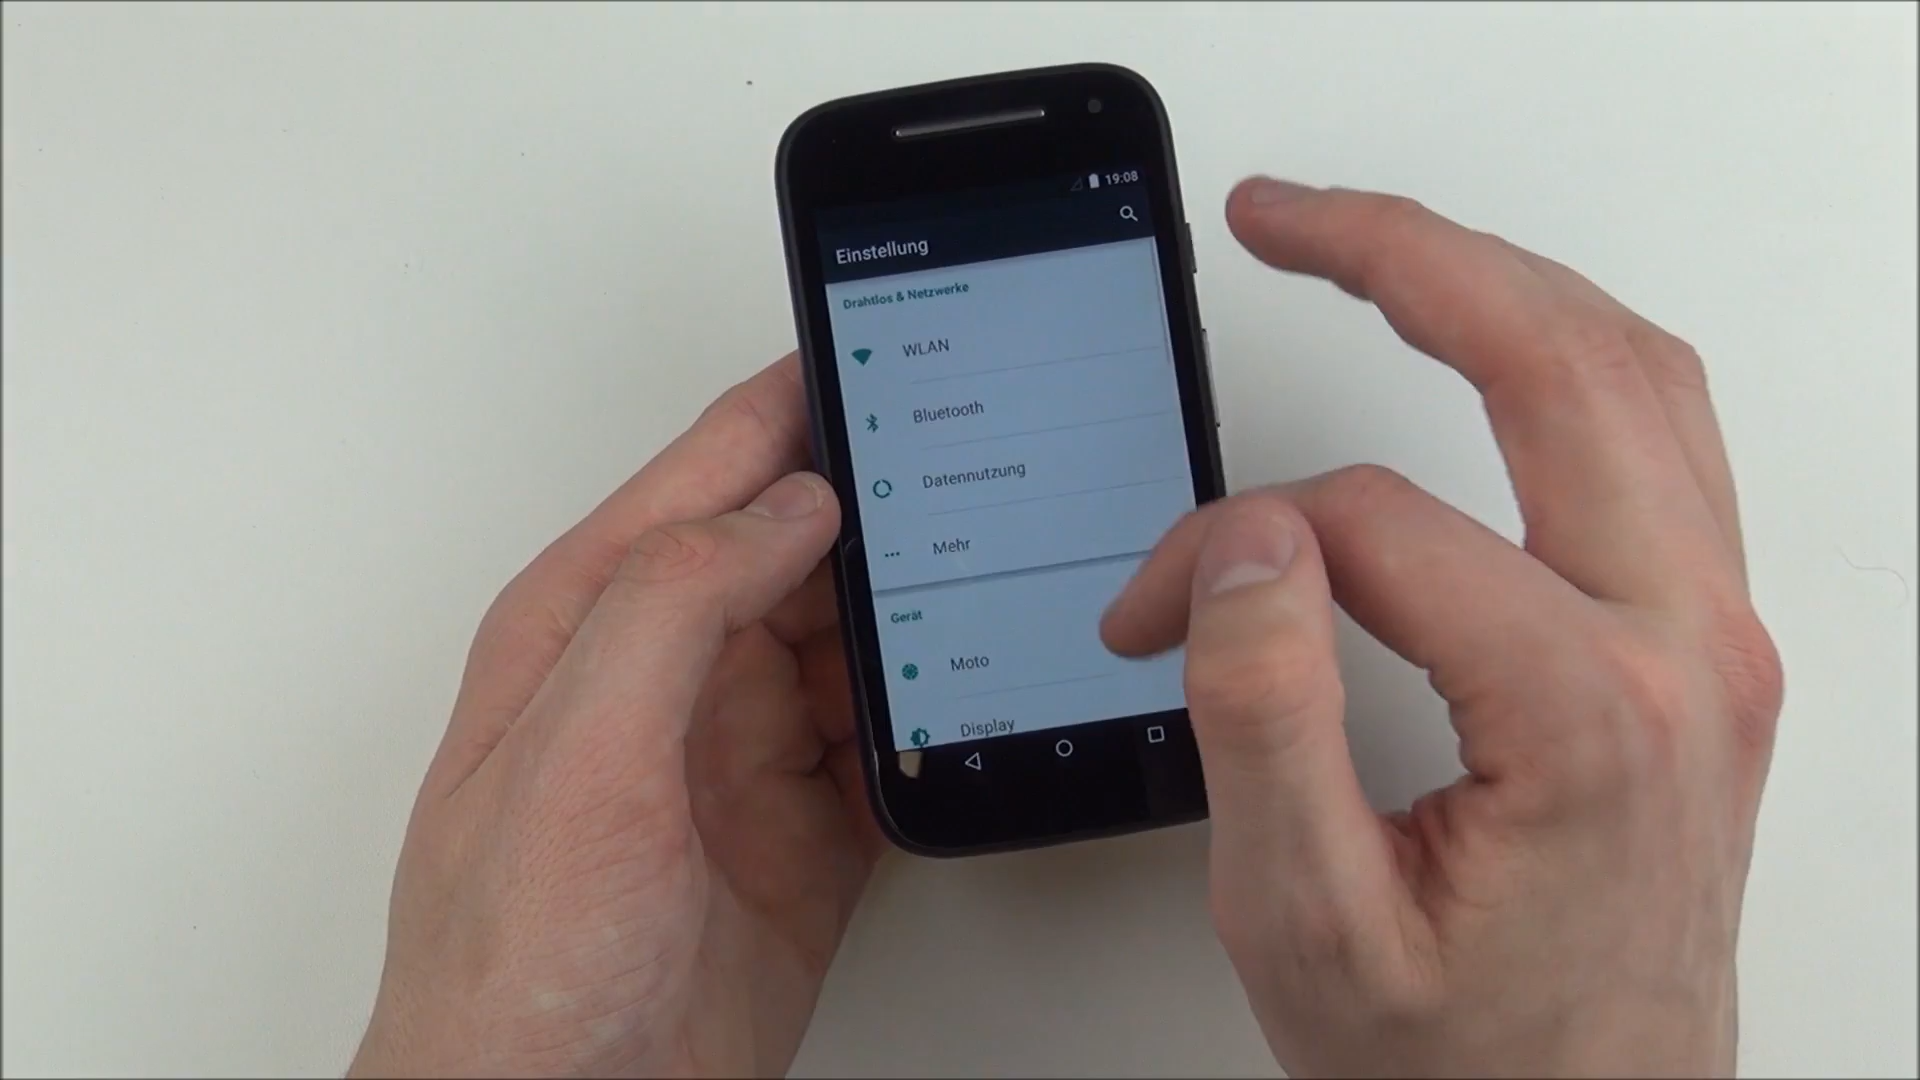 19:08
Einstellung
Drahtlos & Netzwerke
WLAN
Bluetooth
Datennutzung
Mehr
Gerät
Moto
Display